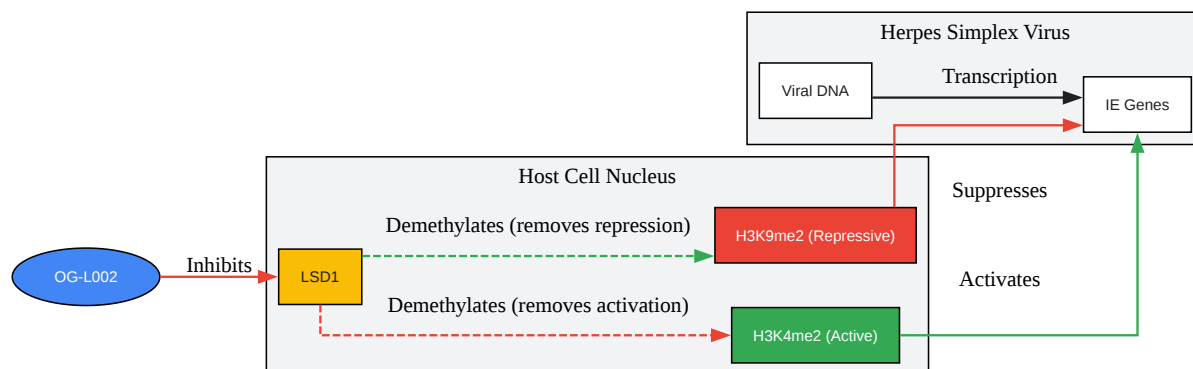 Herpes Simplex Virus
Transcription
Viral DNA
IE Genes
Host Cell Nucleus
Suppresses
Demethylates (removes repression)
H3K9me2 (Repressive)
Inhibits
OG-L002
LSD1
Activates
Demethylates (removes activation)
H3K4me2 (Active)